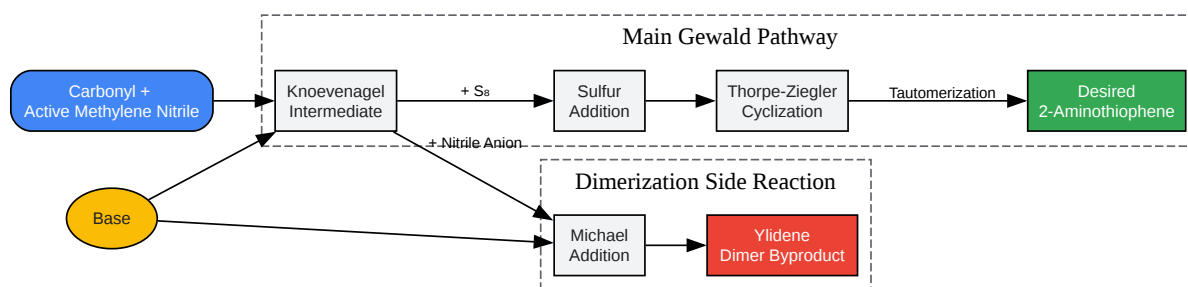 Main Gewald Pathway
Carbonyl +
Active Methylene Nitrile
Knoevenagel
Intermediate
+ S₈
Sulfur
Addition
Thorpe-Ziegler
Cyclization
Tautomerization
Desired
2-Aminothiophene
+ Nitrile Anion
Dimerization Side Reaction
Base
Michael
Addition
Ylidene
Dimer Byproduct